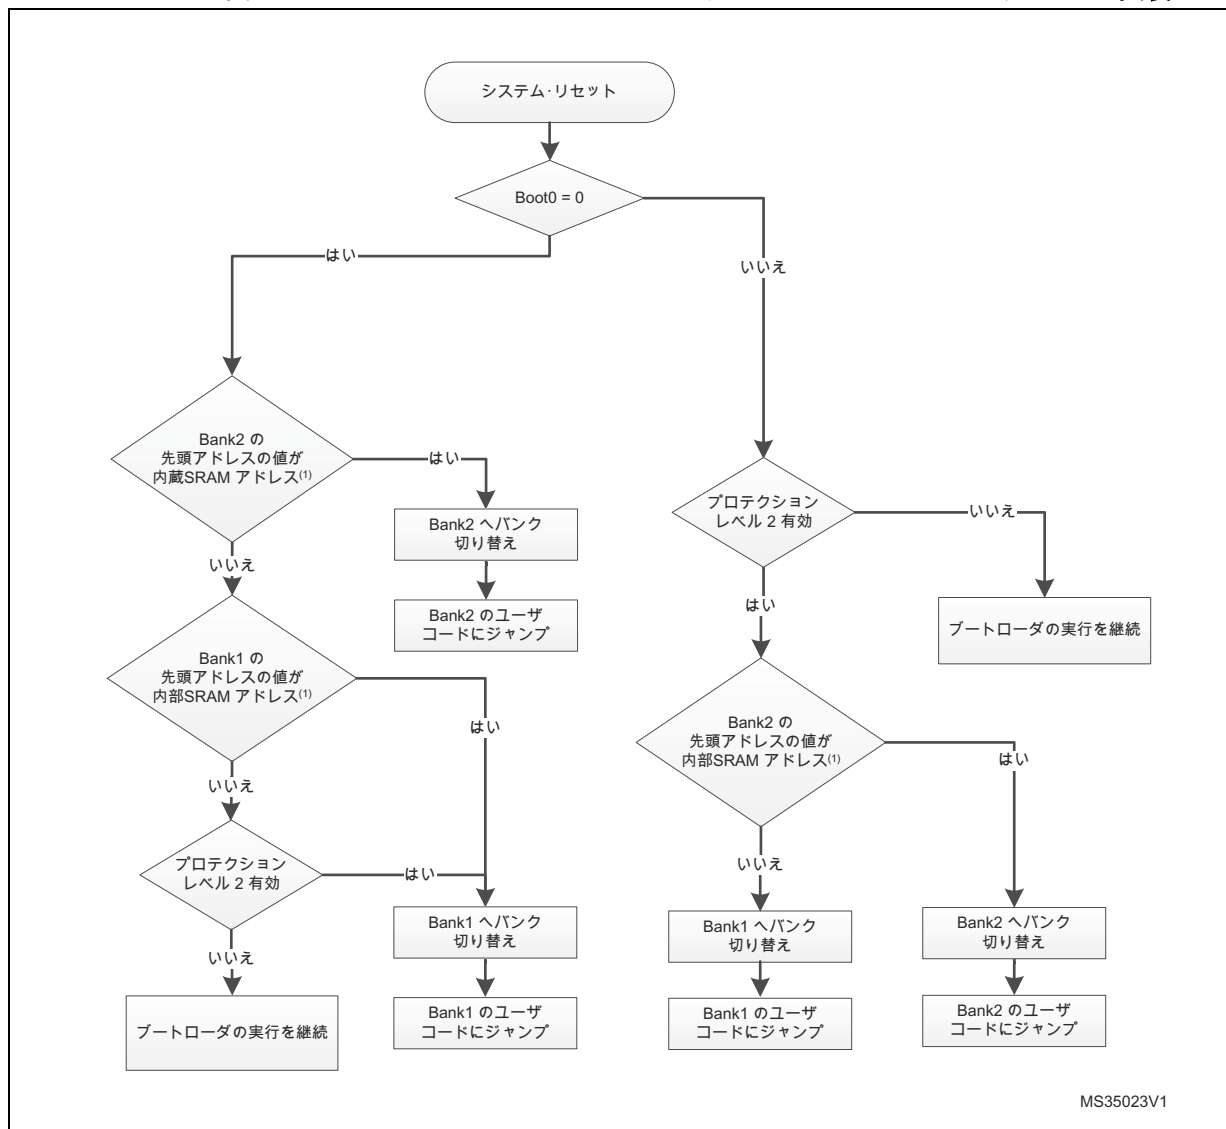 システム･リセット
Boot0 = 0
はい
いいえ
Bank2 の
先頭アドレスの値が
内蔵SRAM アドレス(1)
はい
Bank2 へバンク
切り替え
Bank2 のユーザ
コードにジャンプ
いいえ
Bank1 の
先頭アドレスの値が
内部SRAM アドレス(1)
はい
いいえ
プロテクション
レベル 2 有効
はい
Bank1 へバンク
切り替え
Bank1 のユーザ
コードにジャンプ
いいえ
ブートローダの実行を継続
プロテクション
レベル 2 有効
いいえ
ブートローダの実行を継続
はい
Bank2 の
先頭アドレスの値が
内部SRAM アドレス(1)
はい
いいえ
Bank1 へバンク
切り替え
Bank1 のユーザ
コードにジャンプ
Bank2 へバンク
切り替え
Bank2 のユーザ
コードにジャンプ
MS35023V1